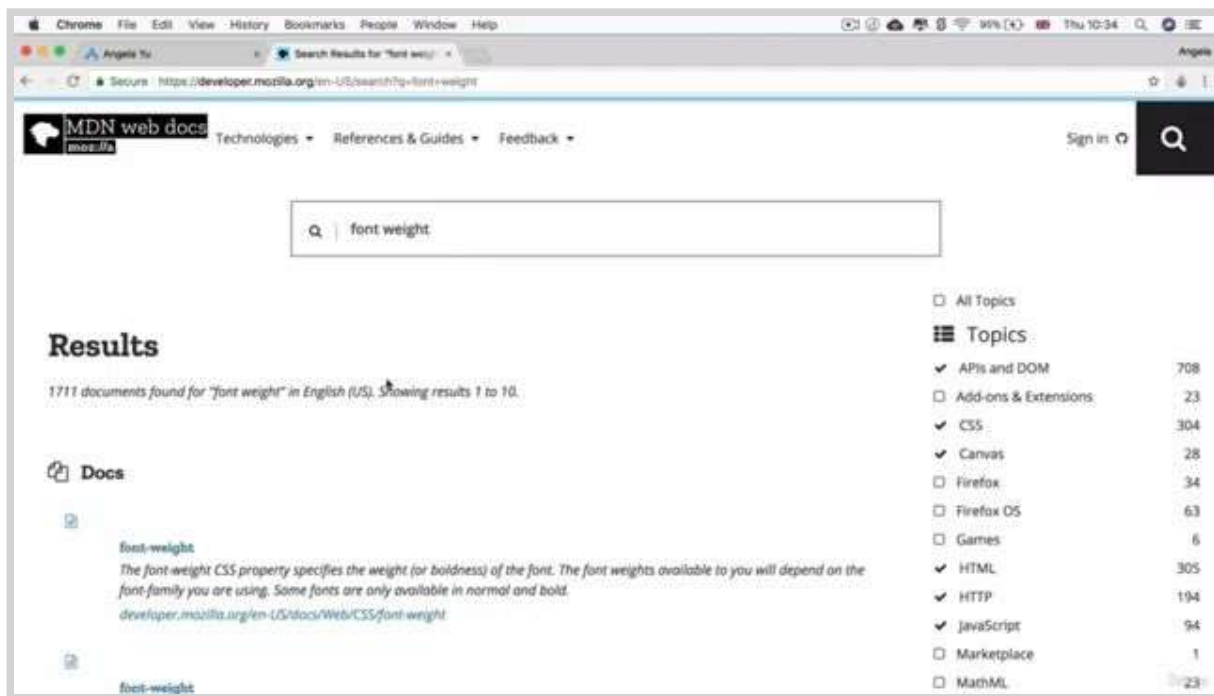 Chrome File Edit View History Bookmarks People Window Help
Thu 10:34
Angela Yu
Search Results for "font weig
Angela
Secure https://developer.mozilla.org/en-US/search?q=font+weight
MDN web docs
moz://a
Technologies References & Guides Feedback
Sign in
font weight
All Topics
Topics
Results
1711 documents found for "font weight" in English (US). Showing results 1 to 10.
APIs and DOM 708
Add-ons & Extensions 23
CSS 304
Canvas 28
Firefox 34
Firefox OS 63
Games 6
HTML 305
HTTP 194
JavaScript 94
Marketplace 1
MathML 23
Docs
font-weight
The font-weight CSS property specifies the weight (or boldness) of the font. The font weights available to you will depend on the
font-family you are using. Some fonts are only available in normal and bold.
developer.mozilla.org/en-US/docs/Web/CSS/font-weight
font-weight